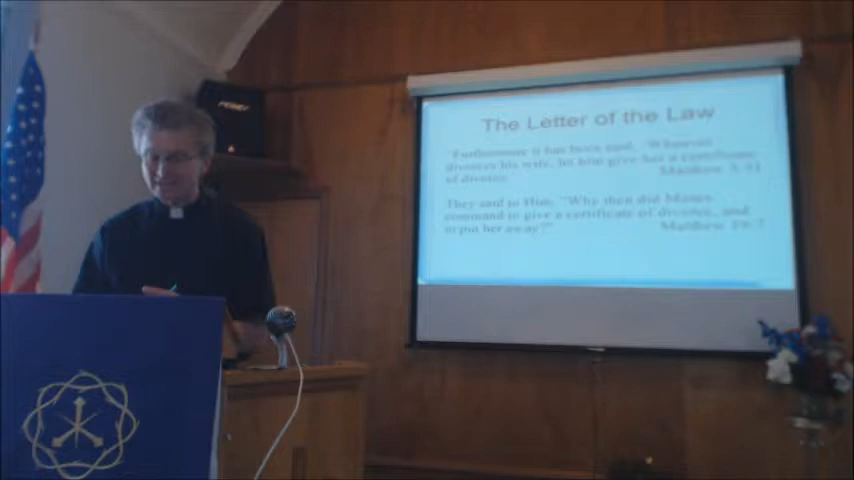 PEAVEY
The Letter of the Law
"Furthermore it has been said, 'Whoever
divorces his wife, let him give her a certificate
of divorce.' Matthew 5:31
They said to Him, "Why then did Moses
command to give a certificate of divorce, and
to put her away?" Matthew 19:7